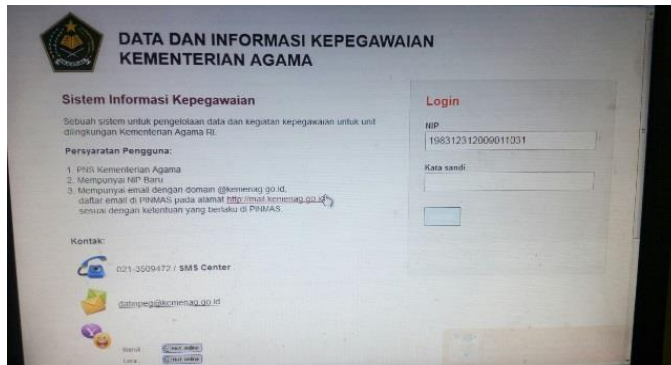 DATA DAN INFORMASI KEPEGAWAIAN
KEMENTERIAN AGAMA
Sistem Informasi Kepegawaian
Sebuah sistem untuk pengelolaan data dan kegiatan kepegawaian untuk unit
dilingkungan Kementerian Agama RI.
Persyaratan Pengguna:
1. PNS Kementerian Agama
2. Mempunyai NIP Baru
3. Mempunyai email dengan domain @kemenag.go.id,
daftar email di PINMAS pada alamat http://mail.kemenag.go.id
sesuai dengan ketentuan yang berlaku di PINMAS.
Kontak:
021-3509472 / SMS Center
datinpeg@kemenag.go.id
Login
NIP
198312312009011031
Kata sandi